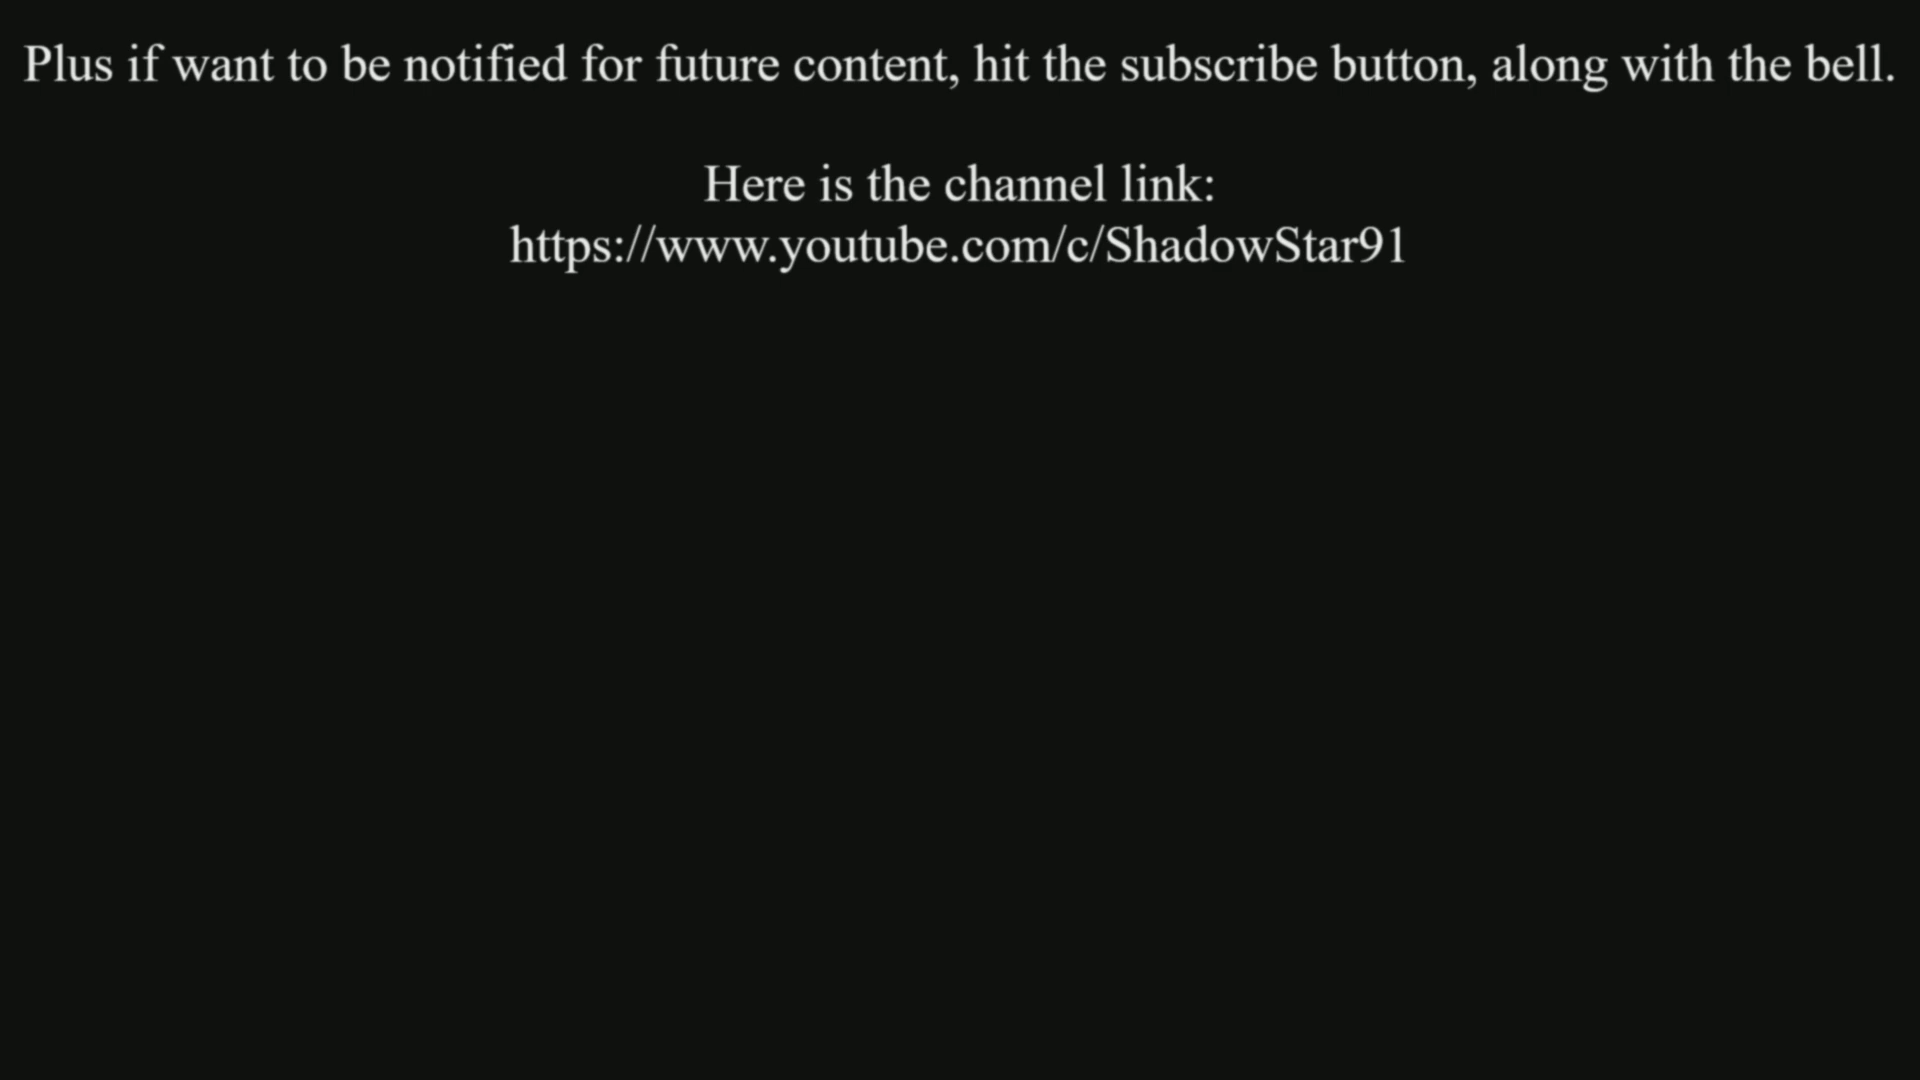 Plus if want to be notified for future content, hit the subscribe button, along with the bell.
Here is the channel link:
https://www.youtube.com/c/ShadowStar91